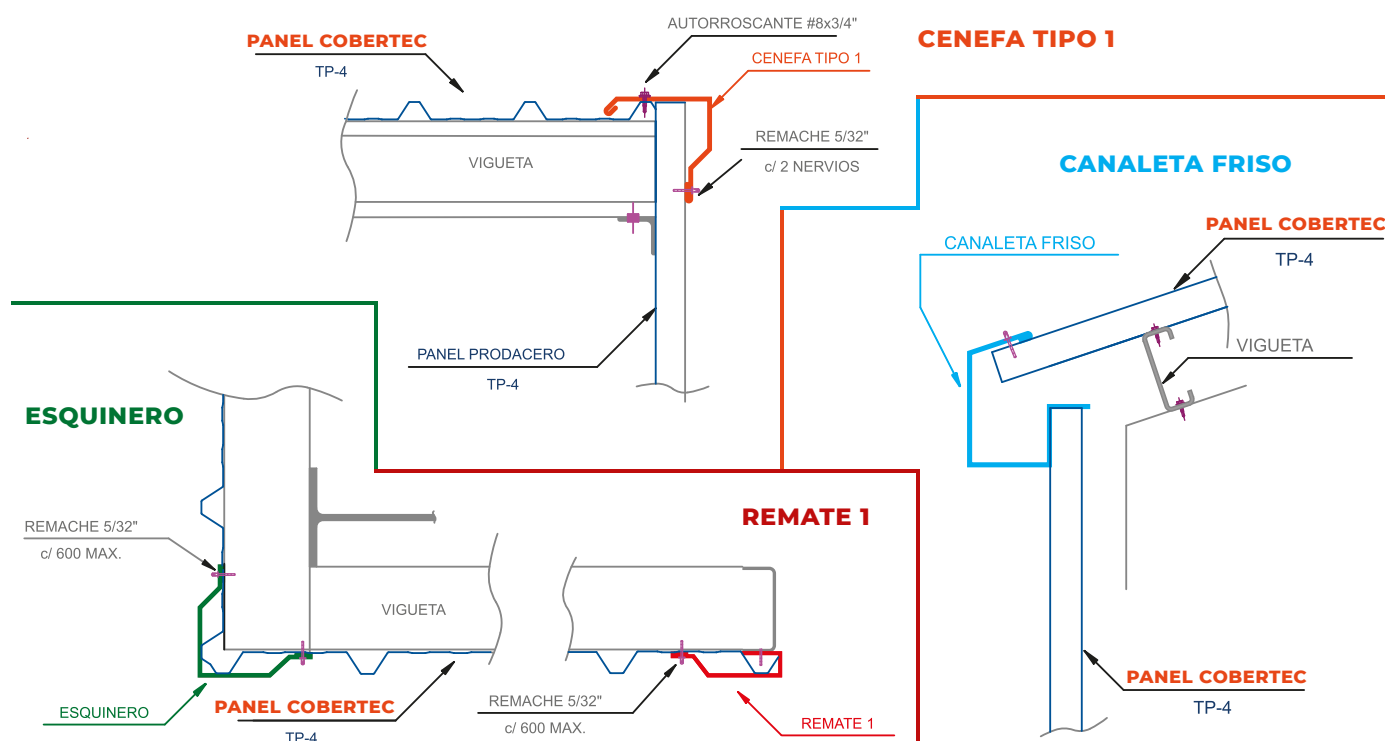 CENEFA TIPO 1
AUTORROSCANTE #8x3/4"
PANEL COBERTEC
TP-4
CENEFA TIPO 1
REMACHE 5/32"
c/ 2 NERVIOS
VIGUETA
PANEL PRODACERO
TP-4
CANALETA FRISO
PANEL COBERTEC
TP-4
CANALETA FRISO
VIGUETA
PANEL COBERTEC
TP-4
ESQUINERO
REMACHE 5/32"
c/ 600 MAX.
VIGUETA
ESQUINERO
PANEL COBERTEC
TP-4
REMATE 1
REMACHE 5/32"
c/ 600 MAX.
REMATE 1